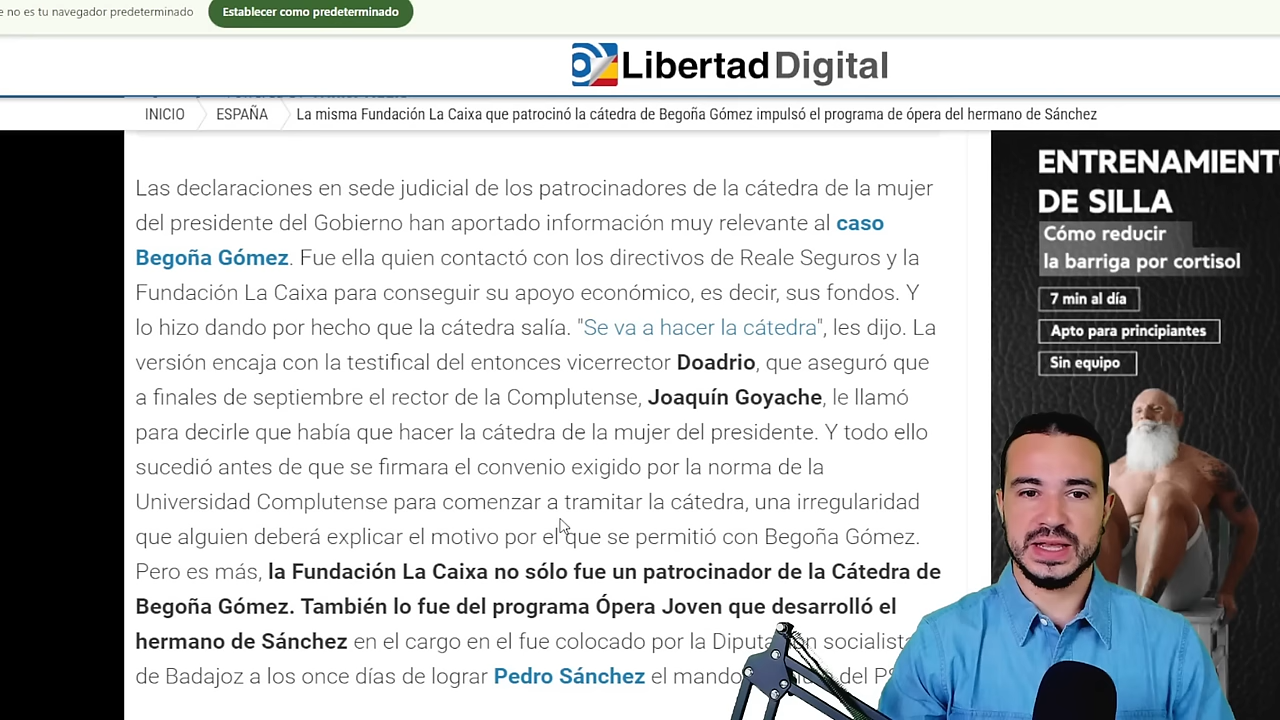 e no es tu navegador predeterminado
Establecer como predeterminado
Libertad Digital
INICIO
ESPAÑA
La misma Fundación La Caixa que patrocinó la cátedra de Begoña Gómez impulsó el programa de ópera del hermano de Sánchez
Las declaraciones en sede judicial de los patrocinadores de la cátedra de la mujer
del presidente del Gobierno han aportado información muy relevante al caso
Begoña Gómez. Fue ella quien contactó con los directivos de Reale Seguros y la
Fundación La Caixa para conseguir su apoyo económico, es decir, sus fondos. Y
lo hizo dando por hecho que la cátedra salía. "Se va a hacer la cátedra", les dijo. La
versión encaja con la testifical del entonces vicerrector Doadrio, que aseguró que
a finales de septiembre el rector de la Complutense, Joaquín Goyache, le llamó
para decirle que había que hacer la cátedra de la mujer del presidente. Y todo ello
sucedió antes de que se firmara el convenio exigido por la norma de la
Universidad Complutense para comenzar a tramitar la cátedra, una irregularidad
que alguien deberá explicar el motivo por el que se permitió con Begoña Gómez.
Pero es más, la Fundación La Caixa no sólo fue un patrocinador de la Cátedra de
Begoña Gómez. También lo fue del programa Ópera Joven que desarrolló el
hermano de Sánchez en el cargo en el fue colocado por la socialista
de Badajoz a los once días de lograr Pedro Sánchez el del
ENTRENAMIENT
DE SILLA
Cómo reducir
la barriga por cortisol
7 min al día
Apto para principiantes
Sin equipo